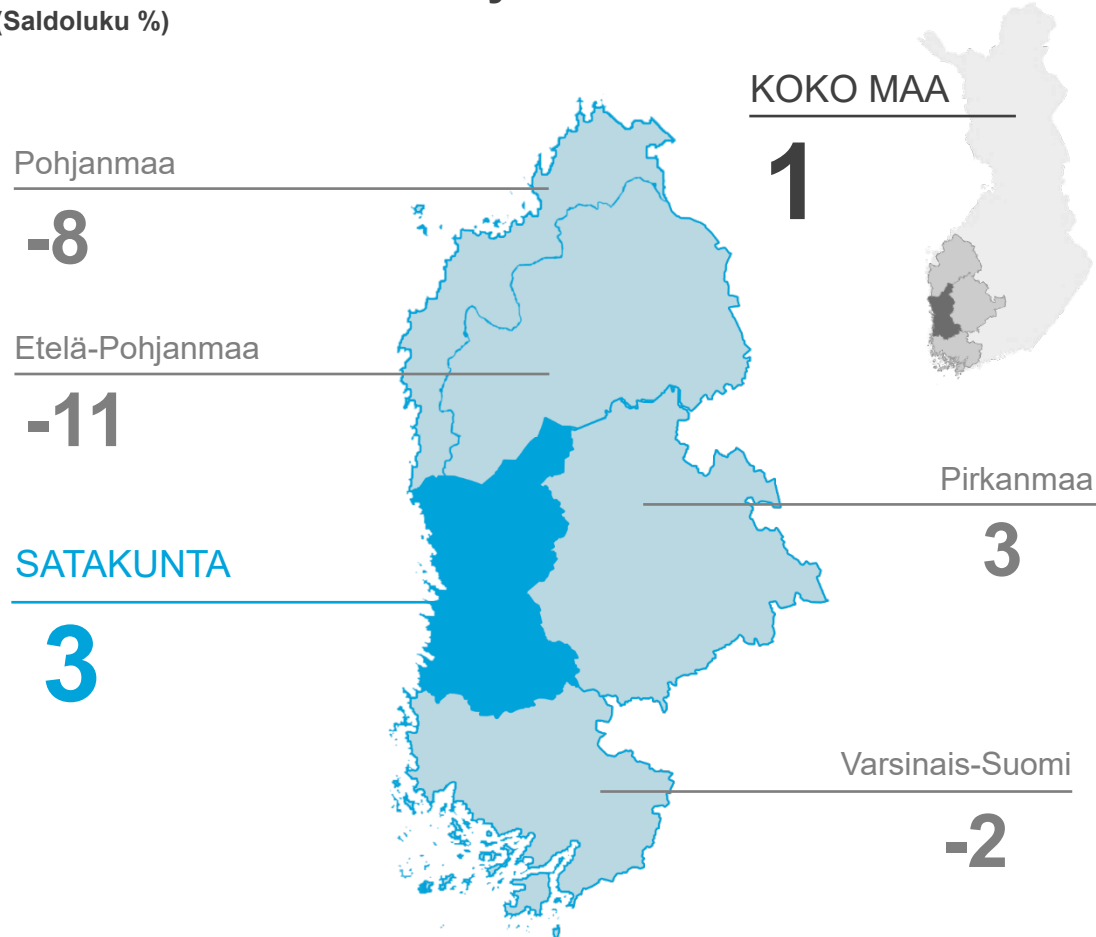 (Saldoluku %)
KOKO MAA
1
Pohjanmaa
-8
Etelä-Pohjanmaa
-11
Pirkanmaa
3
SATAKUNTA
3
Varsinais-Suomi
-2